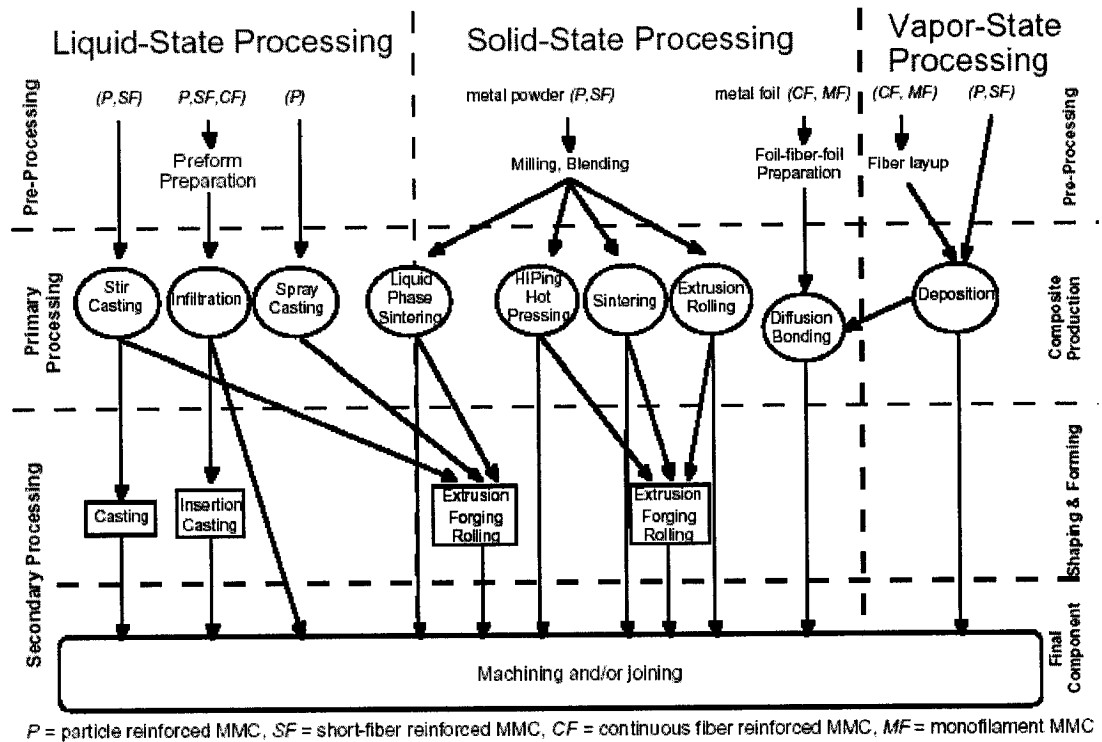 Liquid-State Processing
Solid-State Processing
Vapor-State
Processing
(P,SF)
P,SF,CF)
(P)
metal powder (P,SF)
metal foil (CF, MF)
(CF, MF)
(P,SF)
Pre-Processing
Preform
Preparation
Milling, Blending
Foil-fiber-foil
Preparation
Fiber layup
Pre-Processing
Primary
Processing
Stir
Casting
Infiltration
Spray
Casting
Liquid
Phase
Sintering
HIPing
Hot
Pressing
Sintering
Extrusion
Rolling
Diffusion
Bonding
Deposition
Composite
Production
Secondary Processing
Casting
Insertion
Casting
Extrusion
Forging
Rolling
Extrusion
Forging
Rolling
Shaping & Forming
Machining and/or joining
Final
Component
P = particle reinforced MMC, SF = short-fiber reinforced MMC, CF = continuous fiber reinforced MMC, MF = monofilament MMC